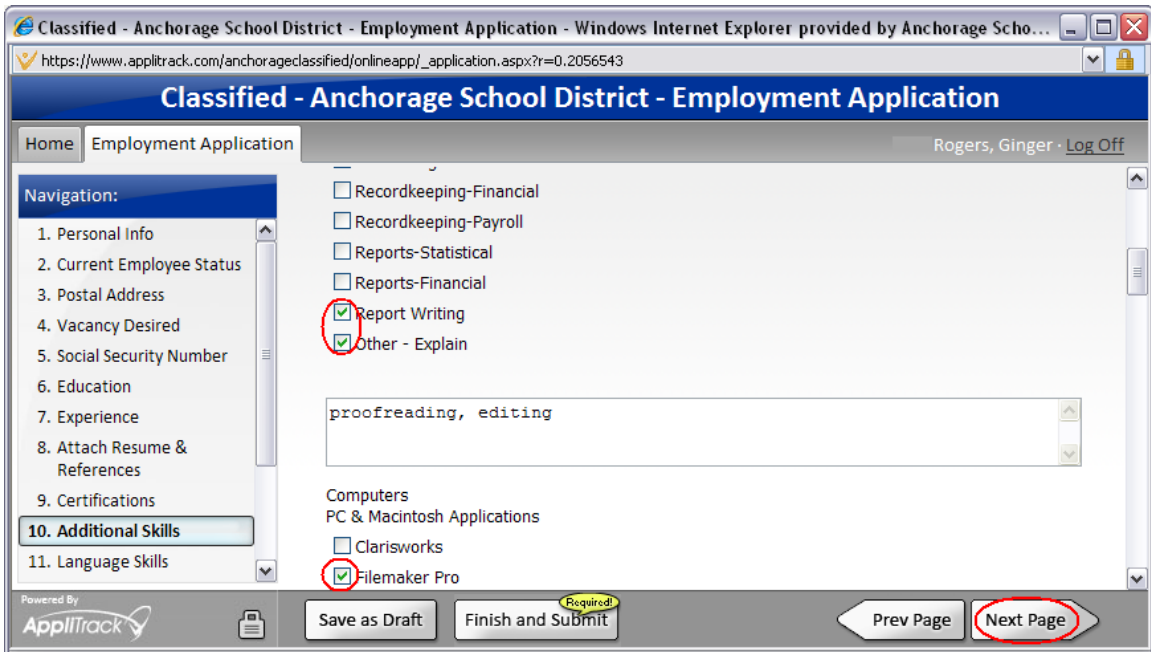 Classified - Anchorage School District - Employment Application - Windows Internet Explorer provided by Anchorage Scho...
https://www.applitrack.com/anchorageclassified/onlineapp/_application.aspx?r=0.2056543
Classified - Anchorage School District - Employment Application
Home Employment Application Rogers, Ginger · Log Off
Navigation:
1. Personal Info
2. Current Employee Status
3. Postal Address
4. Vacancy Desired
5. Social Security Number
6. Education
7. Experience
8. Attach Resume &
References
9. Certifications
10. Additional Skills
11. Language Skills
Recordkeeping-Financial
Recordkeeping-Payroll
Reports-Statistical
Reports-Financial
Report Writing
Other - Explain
proofreading, editing
Computers
PC & Macintosh Applications
Clarisworks
Filemaker Pro
Powered By
AppliTrack
Save as Draft
Required!
Finish and Submit
Prev Page
Next Page